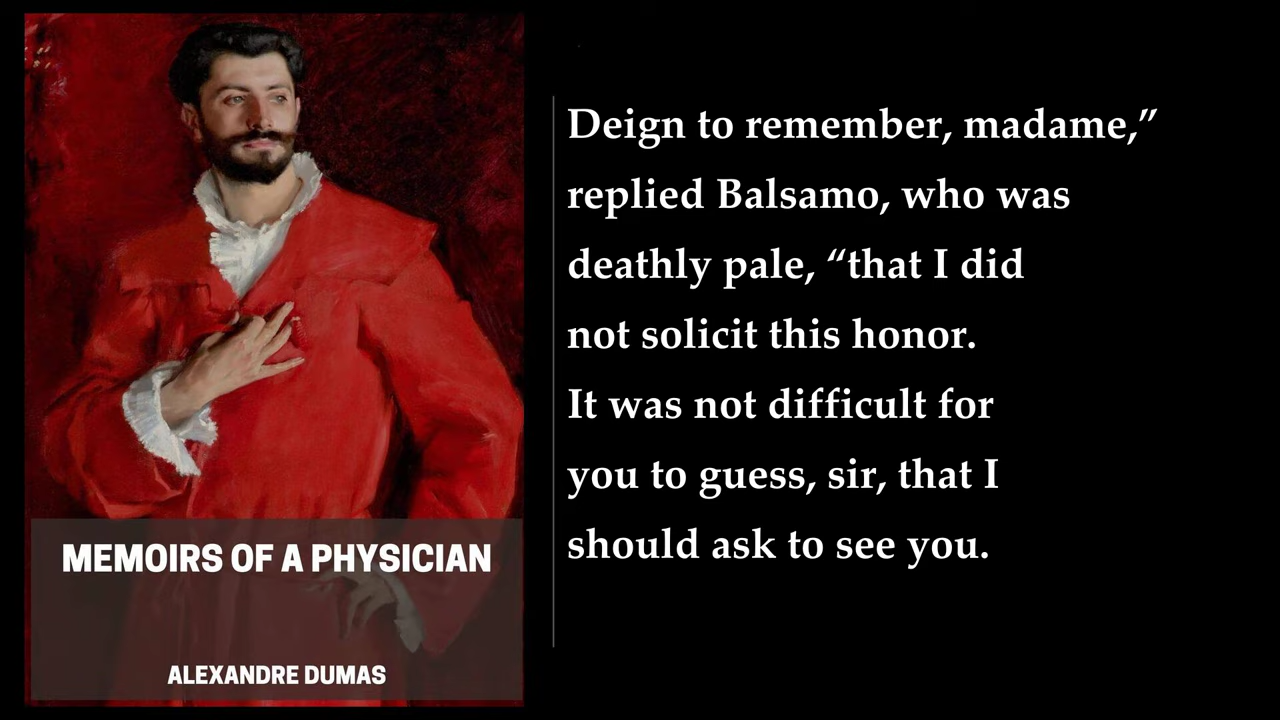 MEMOIRS OF A PHYSICIAN
ALEXANDRE DUMAS
Deign to remember, madame,”
replied Balsamo, who was
deathly pale, “that I did
not solicit this honor.
It was not difficult for
you to guess, sir, that I
should ask to see you.